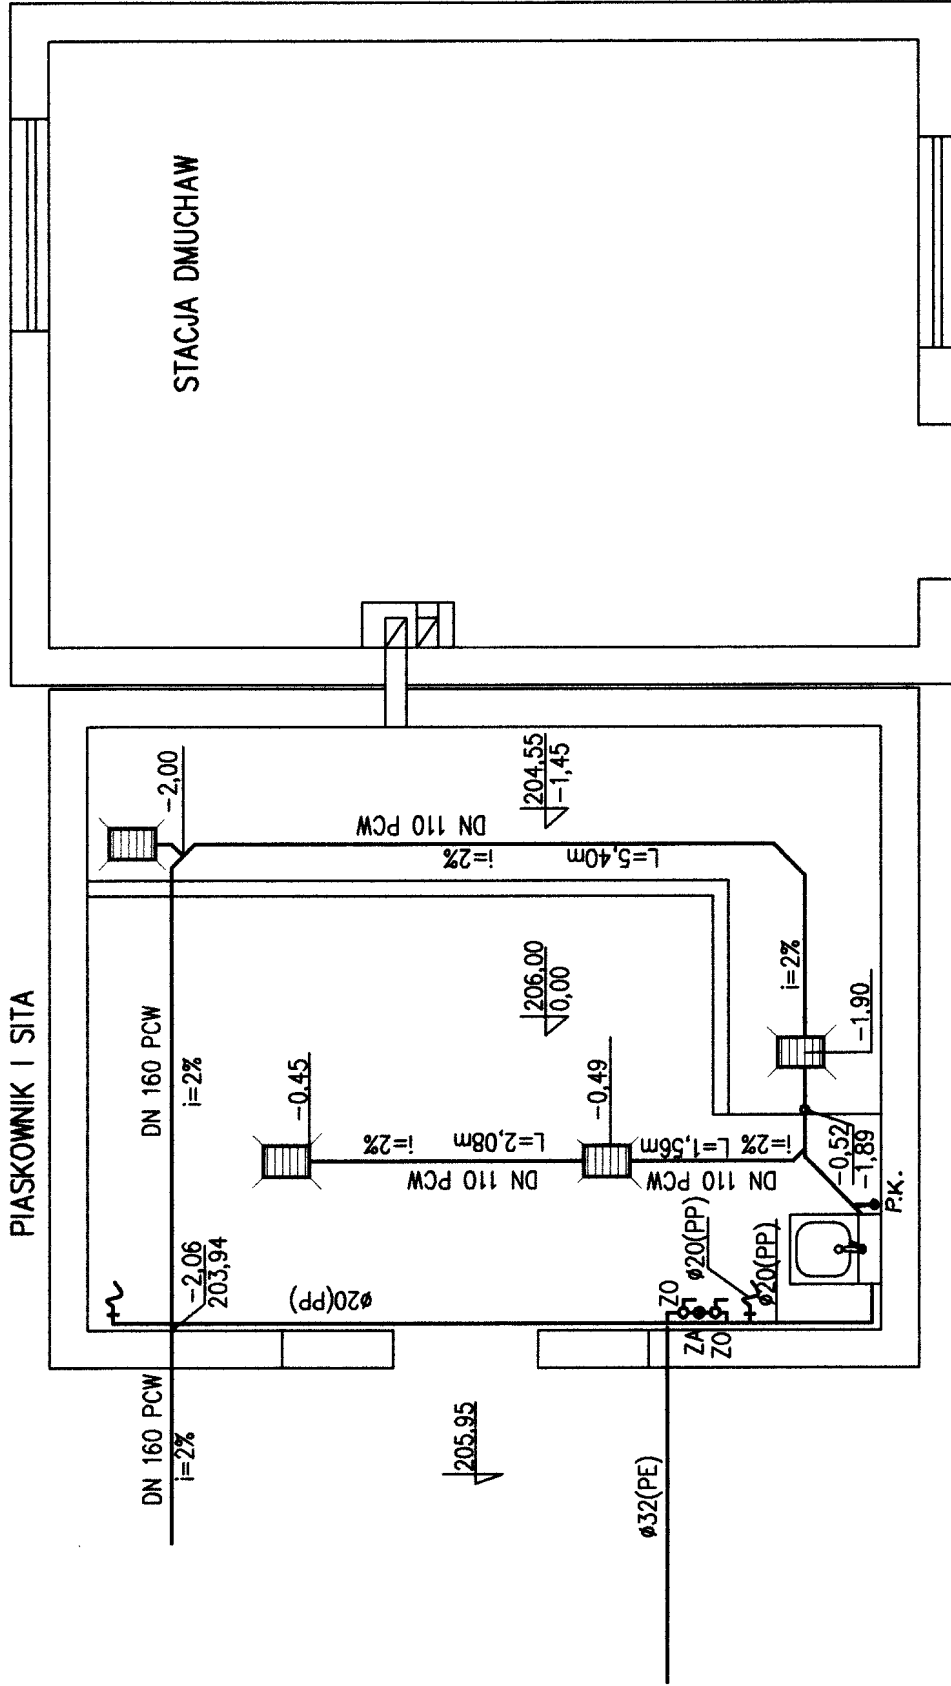 PIASKOWNIK I SITA
STACJA DMUCHAW
DN 160 PCW
i=2%
-2,06
203,94
DN 160 PCW
i=2%
-2,00
ø20(PP)
-0,45
DN 110 PCW
i=2%
L=2,08m
-0,49
DN 110 PCW
L=1,56m
i=2%
206,00
0,00
DN 110 PCW
i=2%
L=5,40m
204,55
-1,45
205,95
ø32(PE)
ZO
ZA
ZO
ø20(PP)
ø20(PP)
-0,52
-1,89
P.K.
-1,90
i=2%